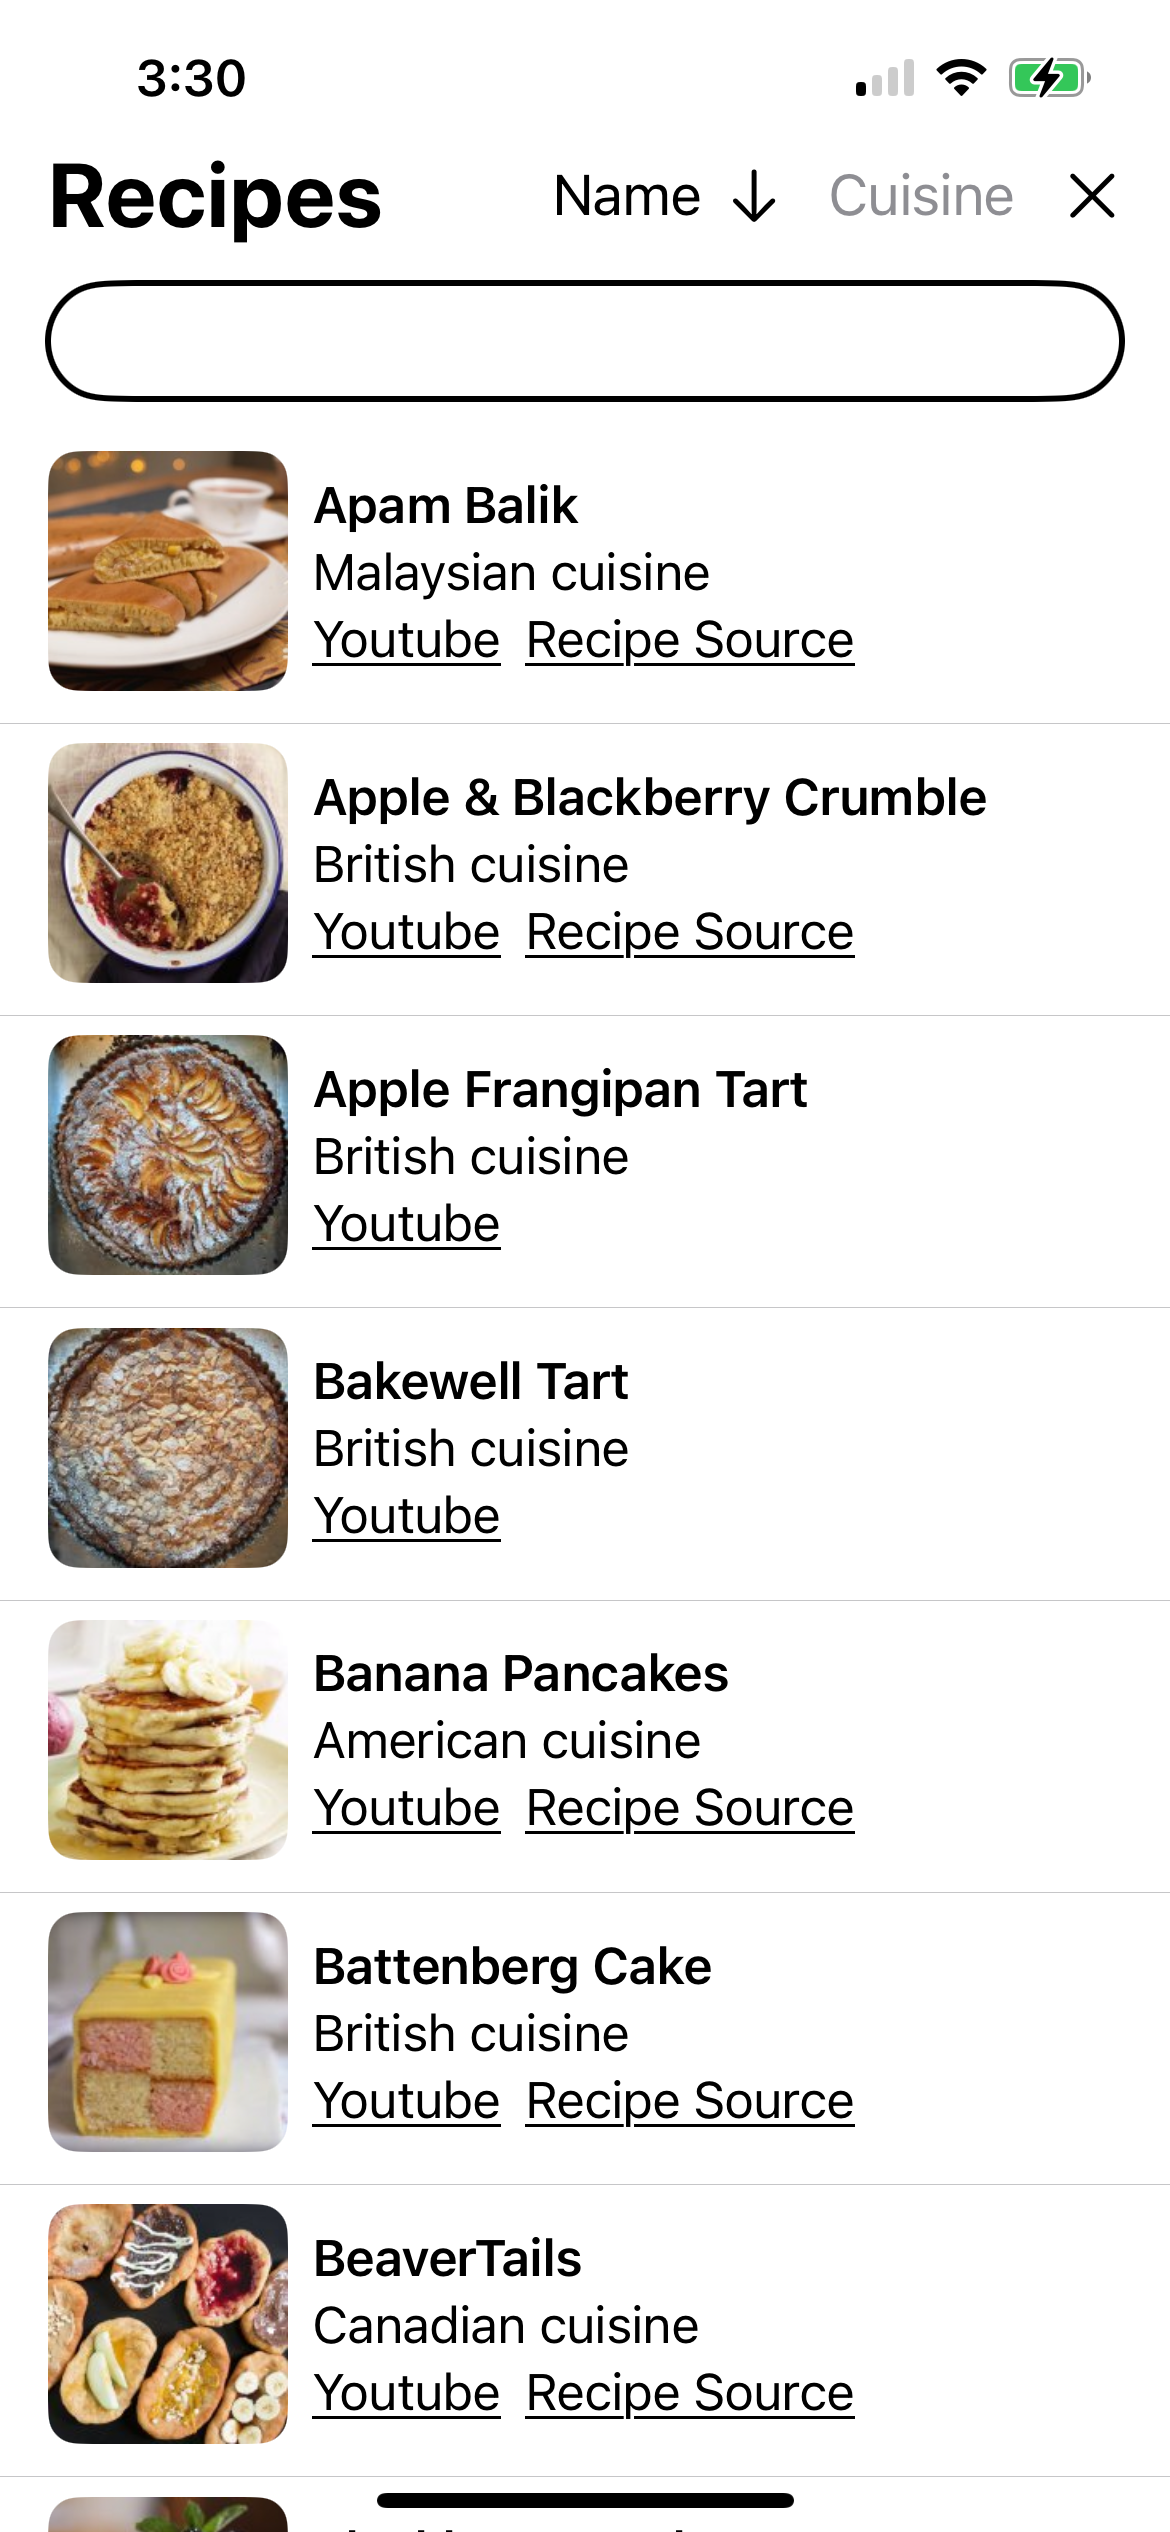 3:30
Recipes Name ↓ Cuisine ×
Apam Balik
Malaysian cuisine
Youtube Recipe Source
Apple & Blackberry Crumble
British cuisine
Youtube Recipe Source
Apple Frangipan Tart
British cuisine
Youtube
Bakewell Tart
British cuisine
Youtube
Banana Pancakes
American cuisine
Youtube Recipe Source
Battenberg Cake
British cuisine
Youtube Recipe Source
BeaverTails
Canadian cuisine
Youtube Recipe Source